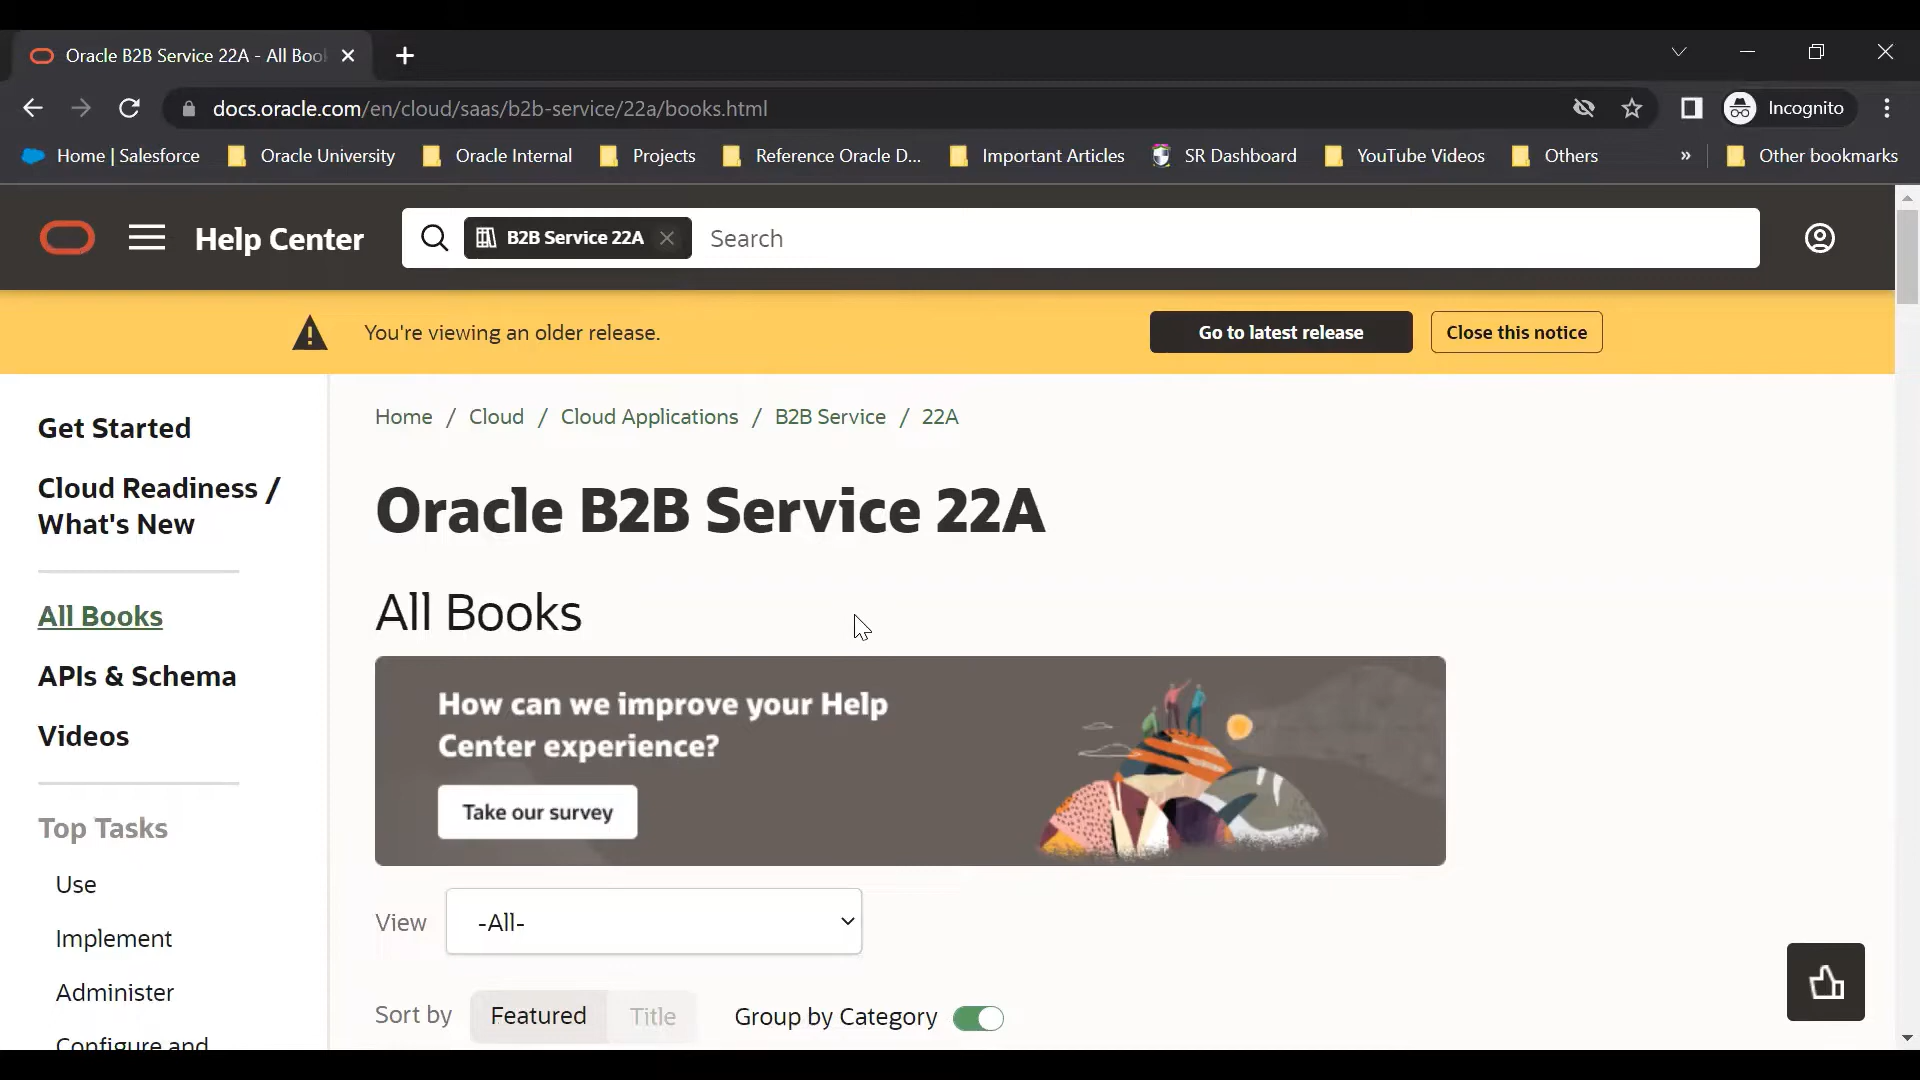 Oracle B2B Service 22A - All Boo
docs.oracle.com/en/cloud/saas/b2b-service/22a/books.html
Incognito
Home | Salesforce
Oracle University
Oracle Internal
Projects
Reference Oracle D...
Important Articles
SR Dashboard
YouTube Videos
Others
»
Other bookmarks
Help Center
B2B Service 22A
Search
You're viewing an older release.
Go to latest release
Close this notice
Get Started
Cloud Readiness /
What's New
All Books
APIs & Schema
Videos
Top Tasks
Use
Implement
Administer
Configure and
Home / Cloud / Cloud Applications / B2B Service / 22A
Oracle B2B Service 22A
All Books
How can we improve your Help
Center experience?
Take our survey
View
-All-
Sort by
Featured
Title
Group by Category